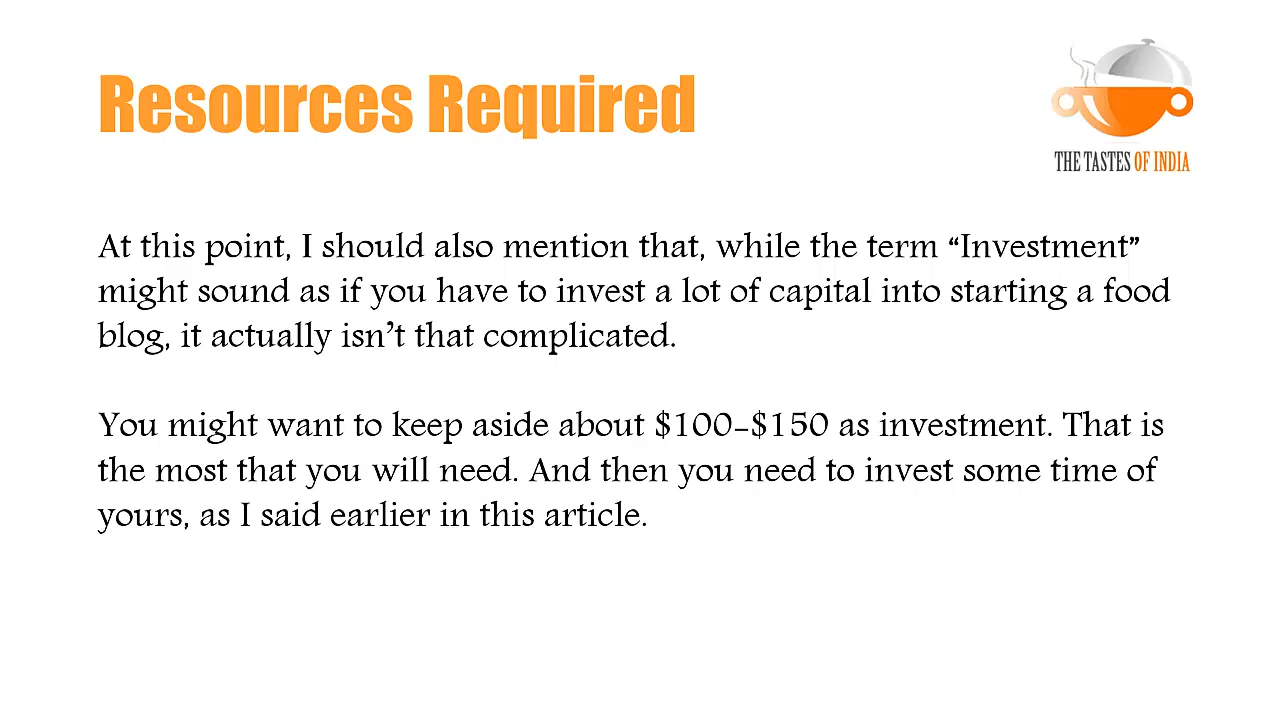 Resources Required
THE TASTES OF INDIA
At this point, I should also mention that, while the term “Investment”
might sound as if you have to invest a lot of capital into starting a food
blog, it actually isn’t that complicated.
You might want to keep aside about $100-$150 as investment. That is
the most that you will need. And then you need to invest some time of
yours, as I said earlier in this article.